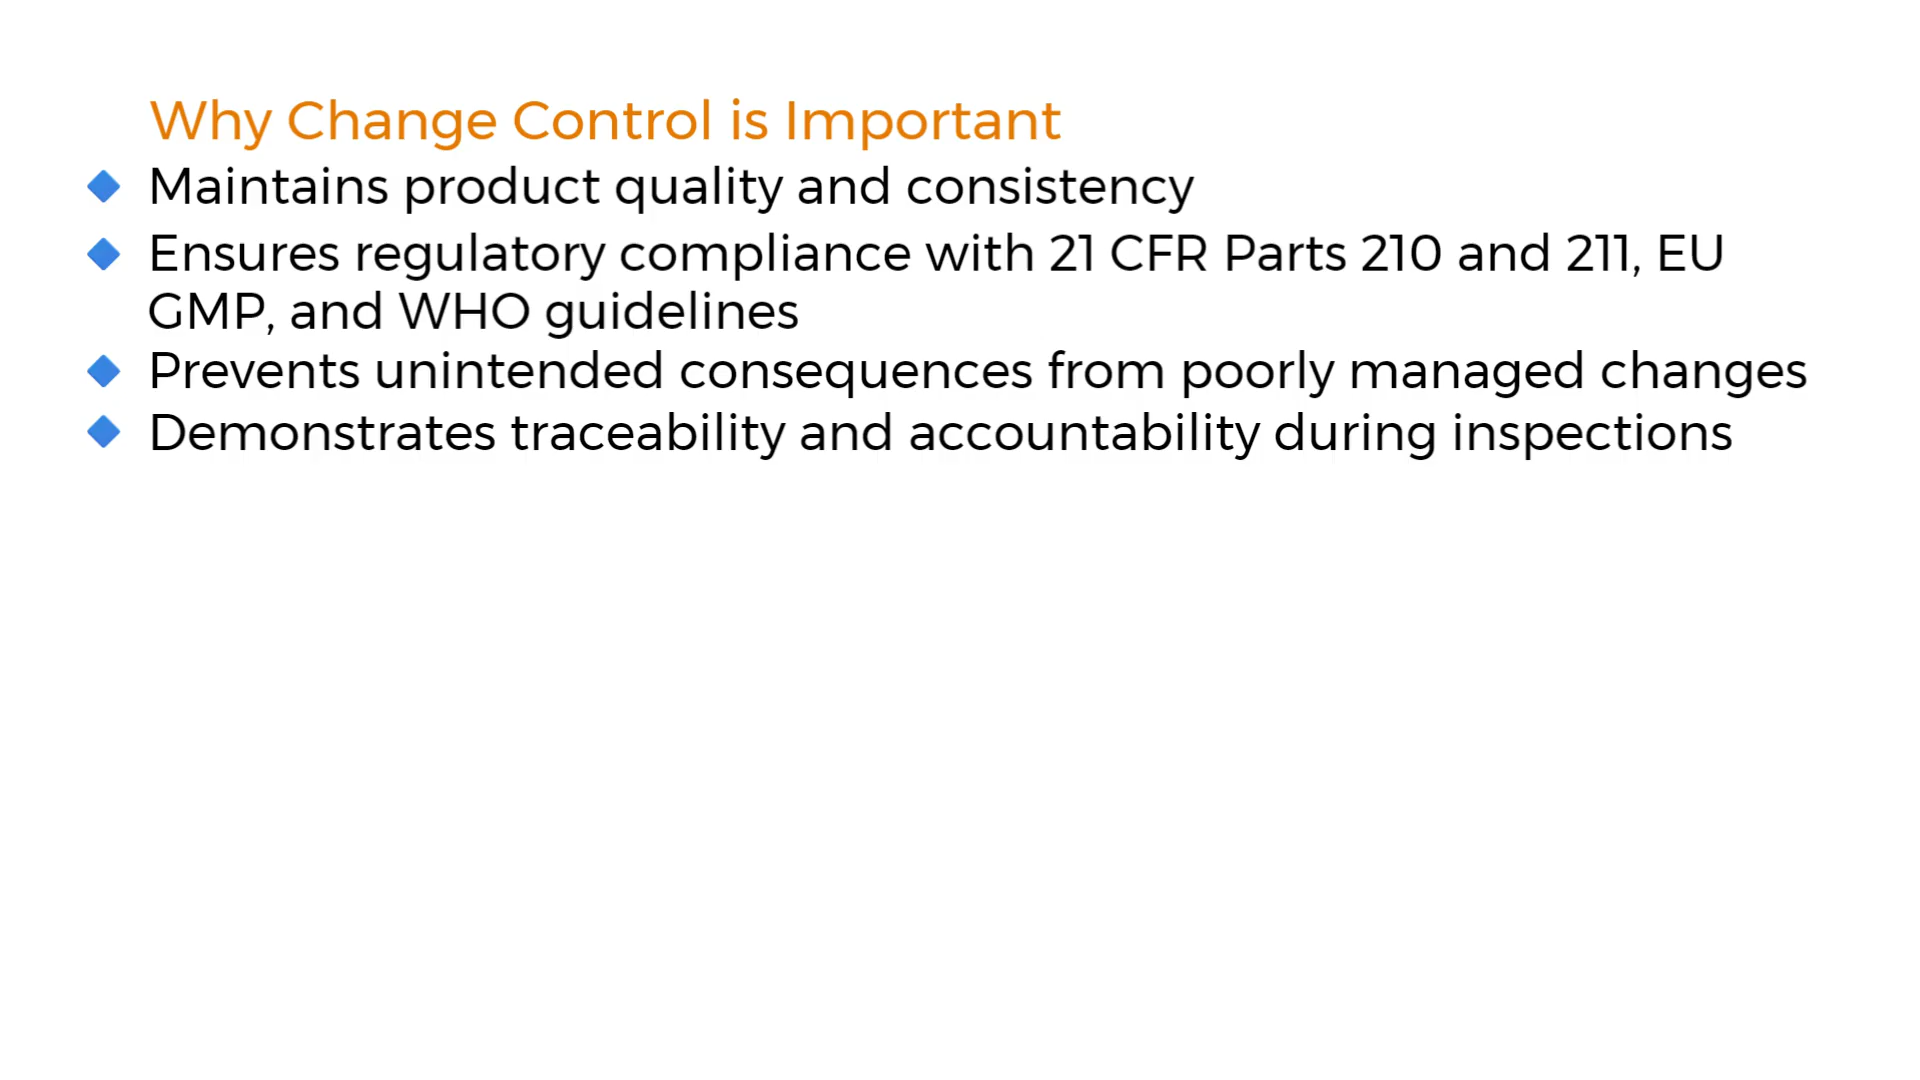 Why Change Control is Important
Maintains product quality and consistency
Ensures regulatory compliance with 21 CFR Parts 210 and 211, EU
GMP, and WHO guidelines
Prevents unintended consequences from poorly managed changes
Demonstrates traceability and accountability during inspections